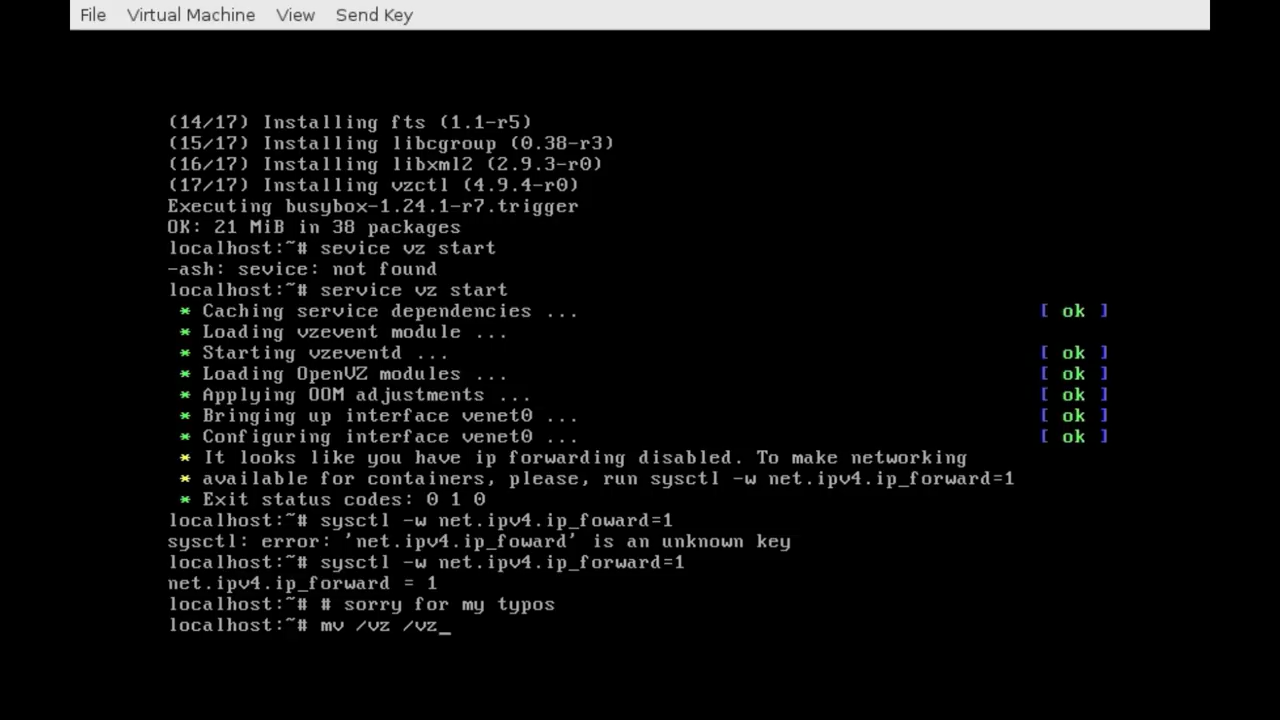 File Virtual Machine View Send Key
(14/17) Installing fts (1.1-r5)
(15/17) Installing libcgroup (0.38-r3)
(16/17) Installing libxml2 (2.9.3-r0)
(17/17) Installing vzctl (4.9.4-r0)
Executing busybox-1.24.1-r7.trigger
OK: 21 MiB in 38 packages
localhost:~# sevice vz start
-ash: sevice: not found
localhost:~# service vz start
* Caching service dependencies ... [ ok ]
* Loading vzevent module ...
* Starting vzeventd ... [ ok ]
* Loading OpenVZ modules ... [ ok ]
* Applying OOM adjustments ... [ ok ]
* Bringing up interface venet0 ... [ ok ]
* Configuring interface venet0 ... [ ok ]
* It looks like you have ip forwarding disabled. To make networking
* available for containers, please, run sysctl -w net.ipv4.ip_forward=1
* Exit status codes: 0 1 0
localhost:~# sysctl -w net.ipv4.ip_foward=1
sysctl: error: 'net.ipv4.ip_foward' is an unknown key
localhost:~# sysctl -w net.ipv4.ip_forward=1
net.ipv4.ip_forward = 1
localhost:~# # sorry for my typos
localhost:~# mv /vz /vz_